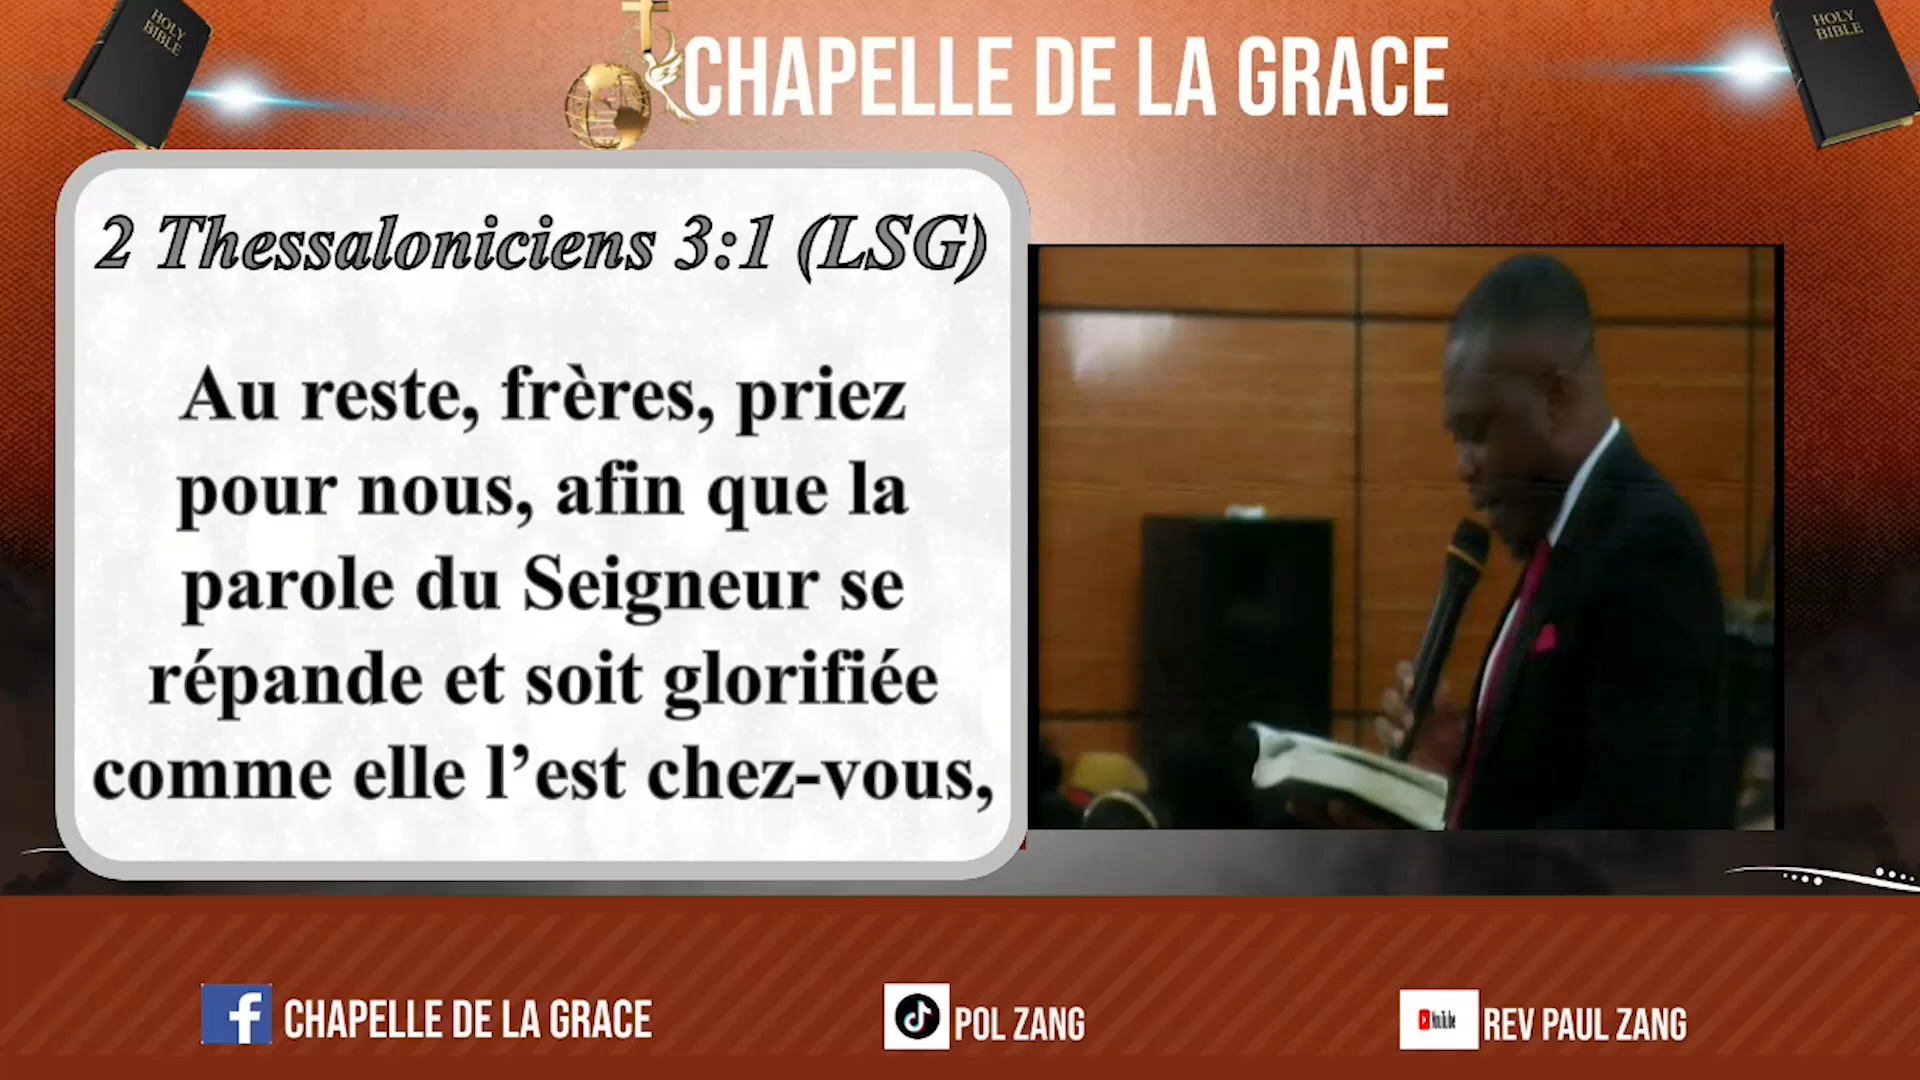 HOLY
BIBLE
CHAPELLE DE LA GRACE
HOLY
BIBLE
2 Thessaloniciens 3:1 (LSG)
Au reste, frères, priez
pour nous, afin que la
parole du Seigneur se
répande et soit glorifiée
comme elle l’est chez-vous,
CHAPELLE DE LA GRACE
POL ZANG
YouTube
REV PAUL ZANG